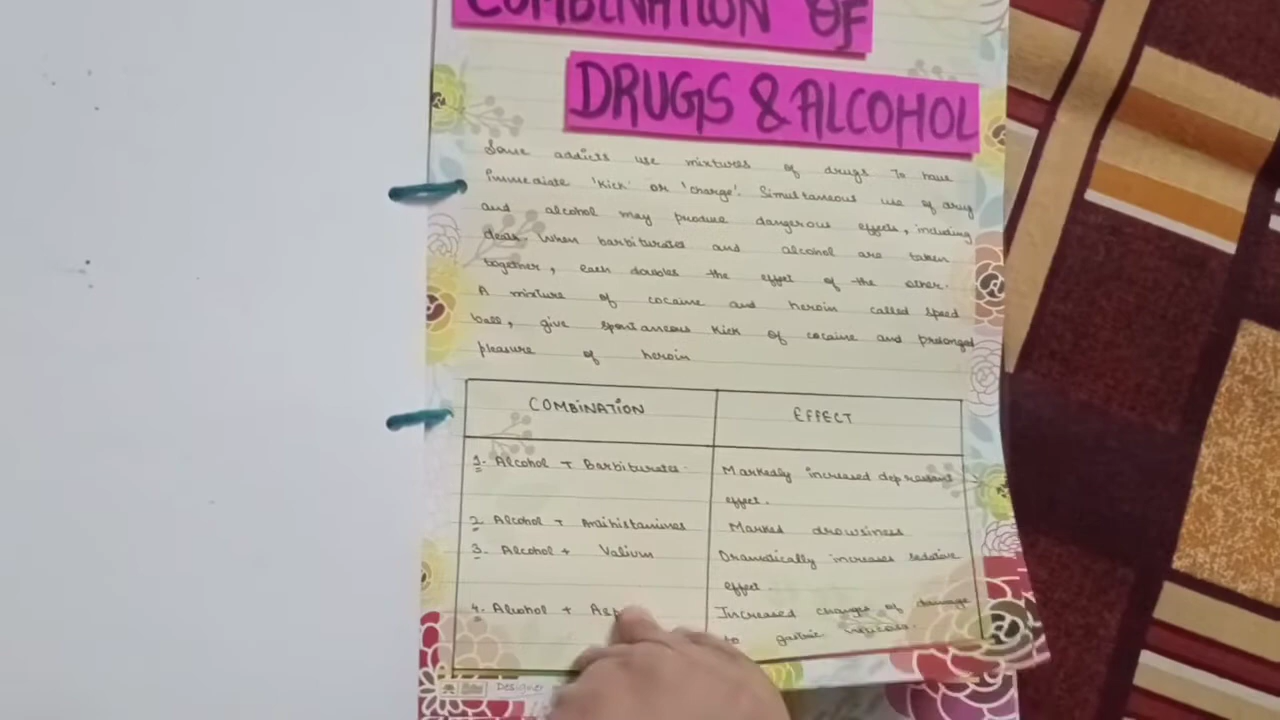 COMBINATION OF
DRUGS & ALCOHOL
Some addicts use mixtures of drugs To have
immediate 'kick' or 'charge'. Simultaneous use of drug
and alcohol may produce dangerous effects, including
death When barbiturates and alcohol are taken
together, each doubles the effect of the other.
A mixture of cocaine and heroin called speed
ball, give spontaneous kick of cocaine and prolonged
pleasure of heroin
COMBINATION
EFFECT
1. Alcohol + Barbiturates
Markedly increased depressant
effect.
2. Alcohol + Antihistamines
Marked drowsiness
3. Alcohol + Valium
Dramatically increases sedative
effect.
4. Alcohol +
Increased changes of damage
to gastric mucosa.
Designer